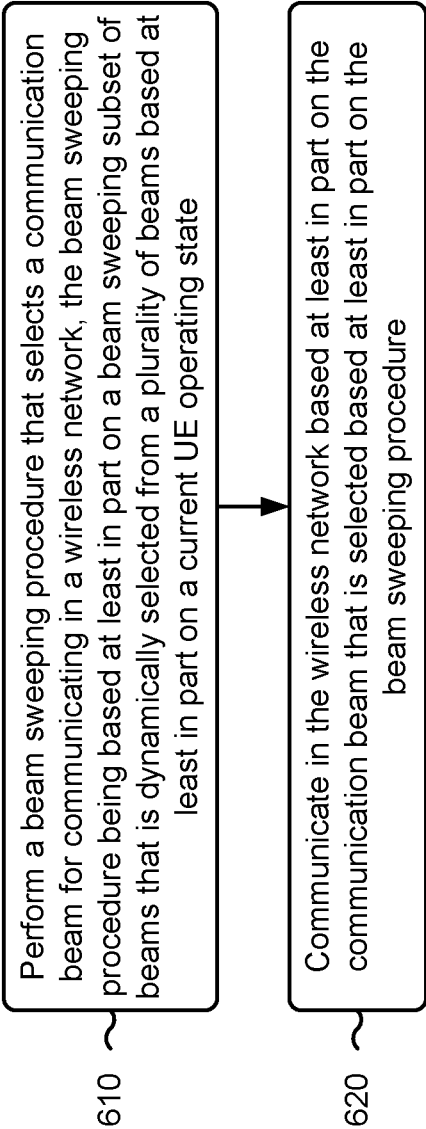 Perform a beam sweeping procedure that selects a communication
beam for communicating in a wireless network, the beam sweeping
procedure being based at least in part on a beam sweeping subset of
beams that is dynamically selected from a plurality of beams based at
least in part on a current UE operating state
610
Communicate in the wireless network based at least in part on the
communication beam that is selected based at least in part on the
beam sweeping procedure
620